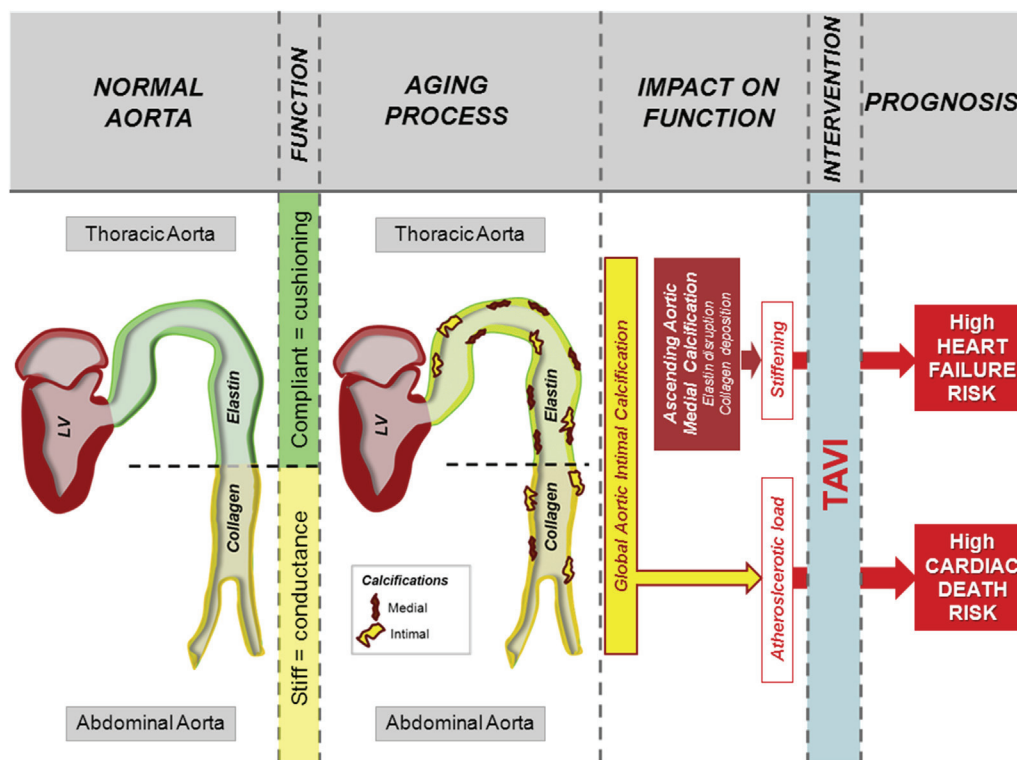 NORMAL
AORTA
FUNCTION
AGING
PROCESS
IMPACT ON
FUNCTION
INTERVENTION
PROGNOSIS
Thoracic Aorta
LV
Elastin
Collagen
Abdominal Aorta
Compliant = cushioning
Stiff = conductance
Thoracic Aorta
LV
Elastin
Collagen
Calcifications
Medial
Intimal
Abdominal Aorta
Global Aortic Intimal Calcification
Ascending Aortic
Medial Calcification
Elastin disruption
Collagen deposition
Stiffening
Atheroslcerotic load
TAVI
High
HEART
FAILURE
RISK
High
CARDIAC
DEATH
RISK